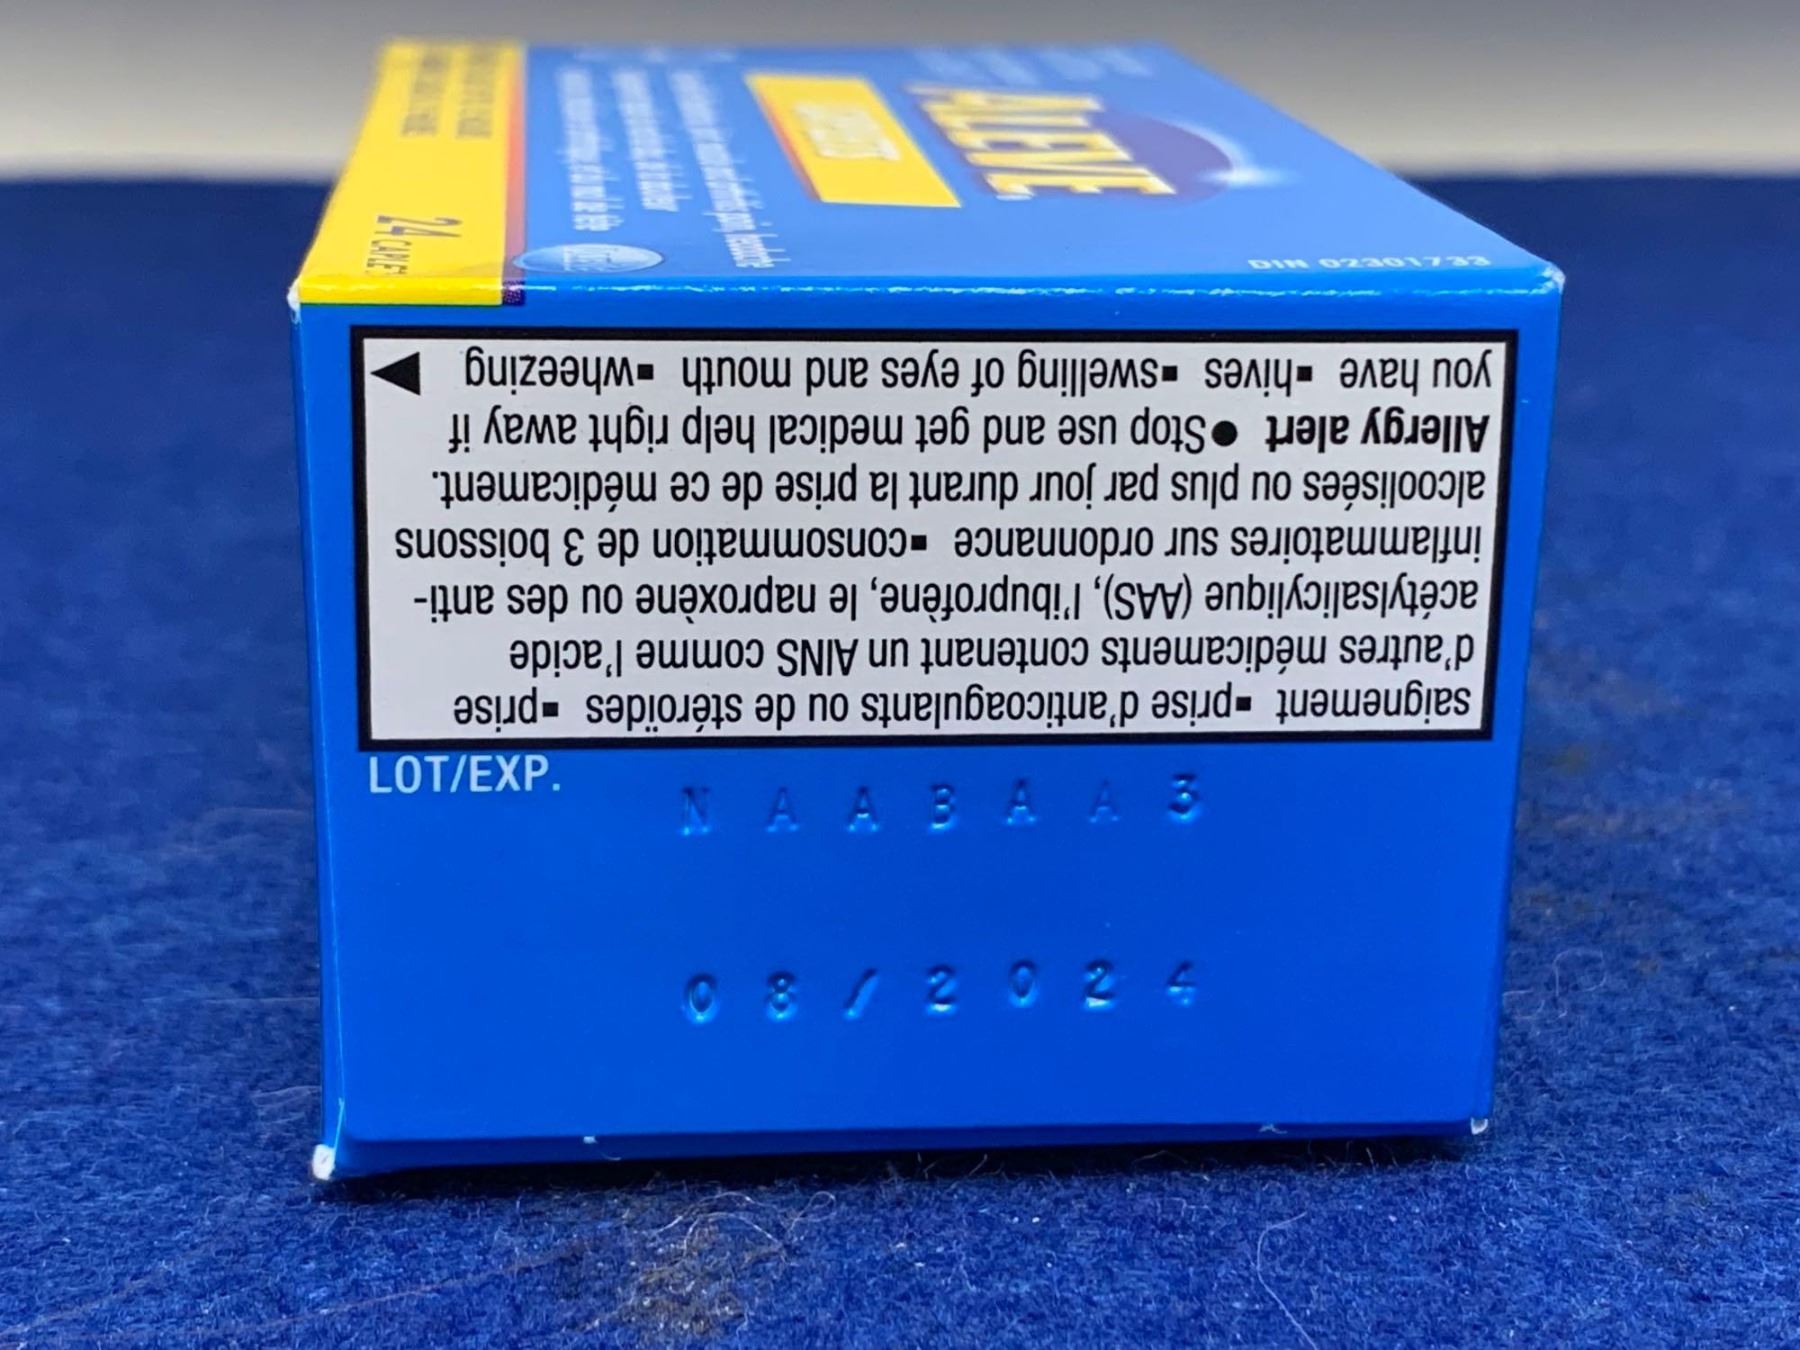 ALEVE
24 CAPLE
DIN 02301733
saignement ▪prise d'anticoagulants ou de stéroïdes ▪prise
d'autres médicaments contenant un AINS comme l'acide
acétylsalicylique (AAS), l'ibuprofène, le naproxène ou des anti-
inflammatoires sur ordonnance ▪consommation de 3 boissons
alcoolisées ou plus par jour durant la prise de ce médicament.
Allergy alert ●Stop use and get medical help right away if
you have ▪hives ▪swelling of eyes and mouth ▪wheezing
LOT/EXP.
NAABAA3
08/2024